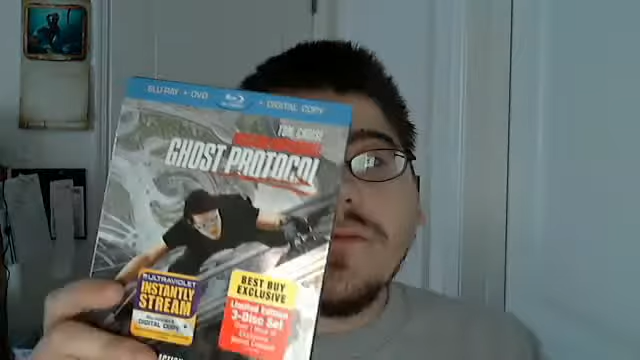 BLU-RAY + DVD + DIGITAL COPY
TOM CRUISE
GHOST PROTOCOL
ULTRAVIOLET
INSTANTLY
STREAM
DIGITAL COPY
BEST BUY
EXCLUSIVE
Limited Edition
3-Disc Set